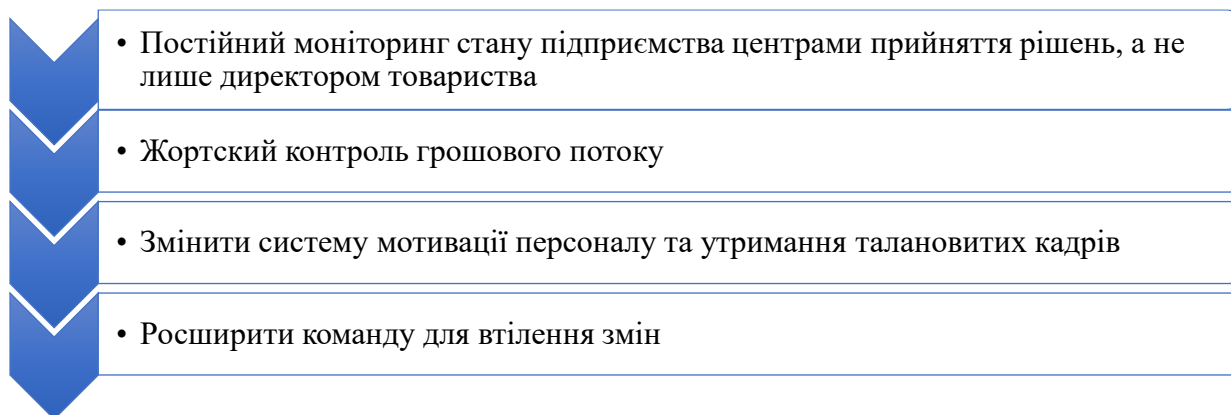 • Постійний моніторинг стану підприємства центрами прийняття рішень, а не
лише директором товариства
• Жортский контроль грошового потоку
• Змінити систему мотивації персоналу та утримання талановитих кадрів
• Росширити команду для втілення змін